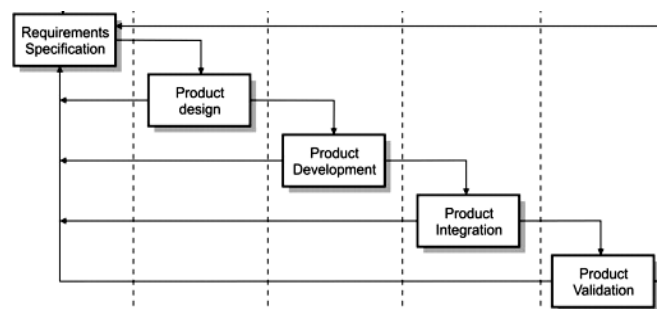 Requirements
Specification
Product
design
Product
Development
Product
Integration
Product
Validation